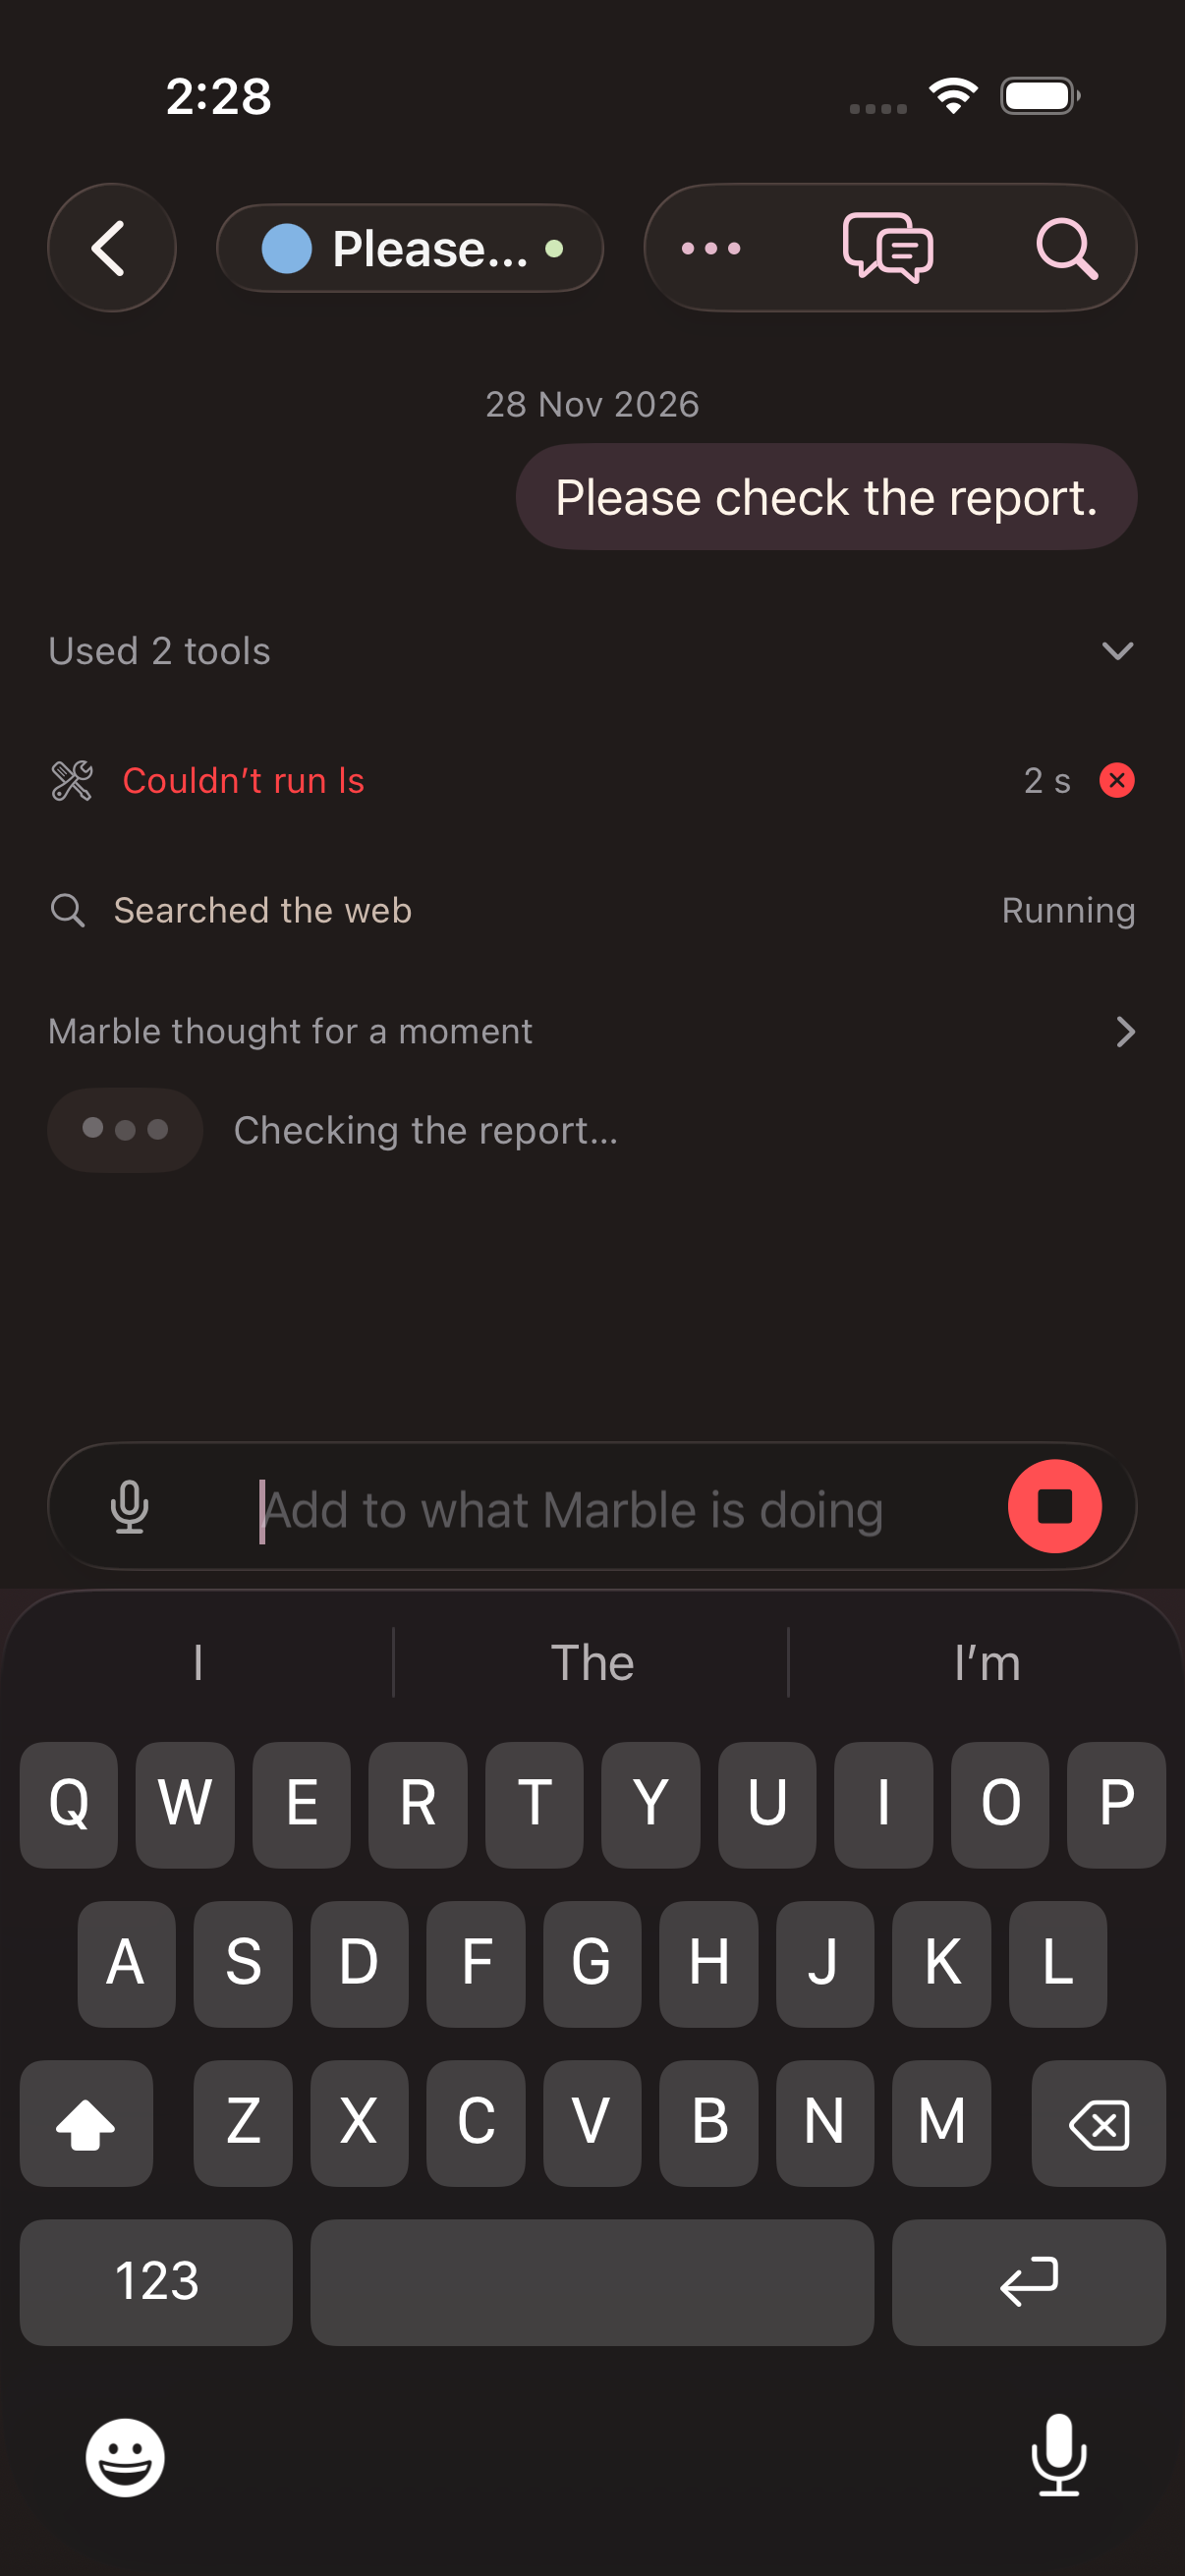 2:28
Please...
28 Nov 2026
Please check the report.
Used 2 tools
Couldn’t run ls
2 s
Searched the web
Running
Marble thought for a moment
Checking the report...
Add to what Marble is doing
I
The
I’m
Q W E R T Y U I O P
A S D F G H J K L
Z X C V B N M
123